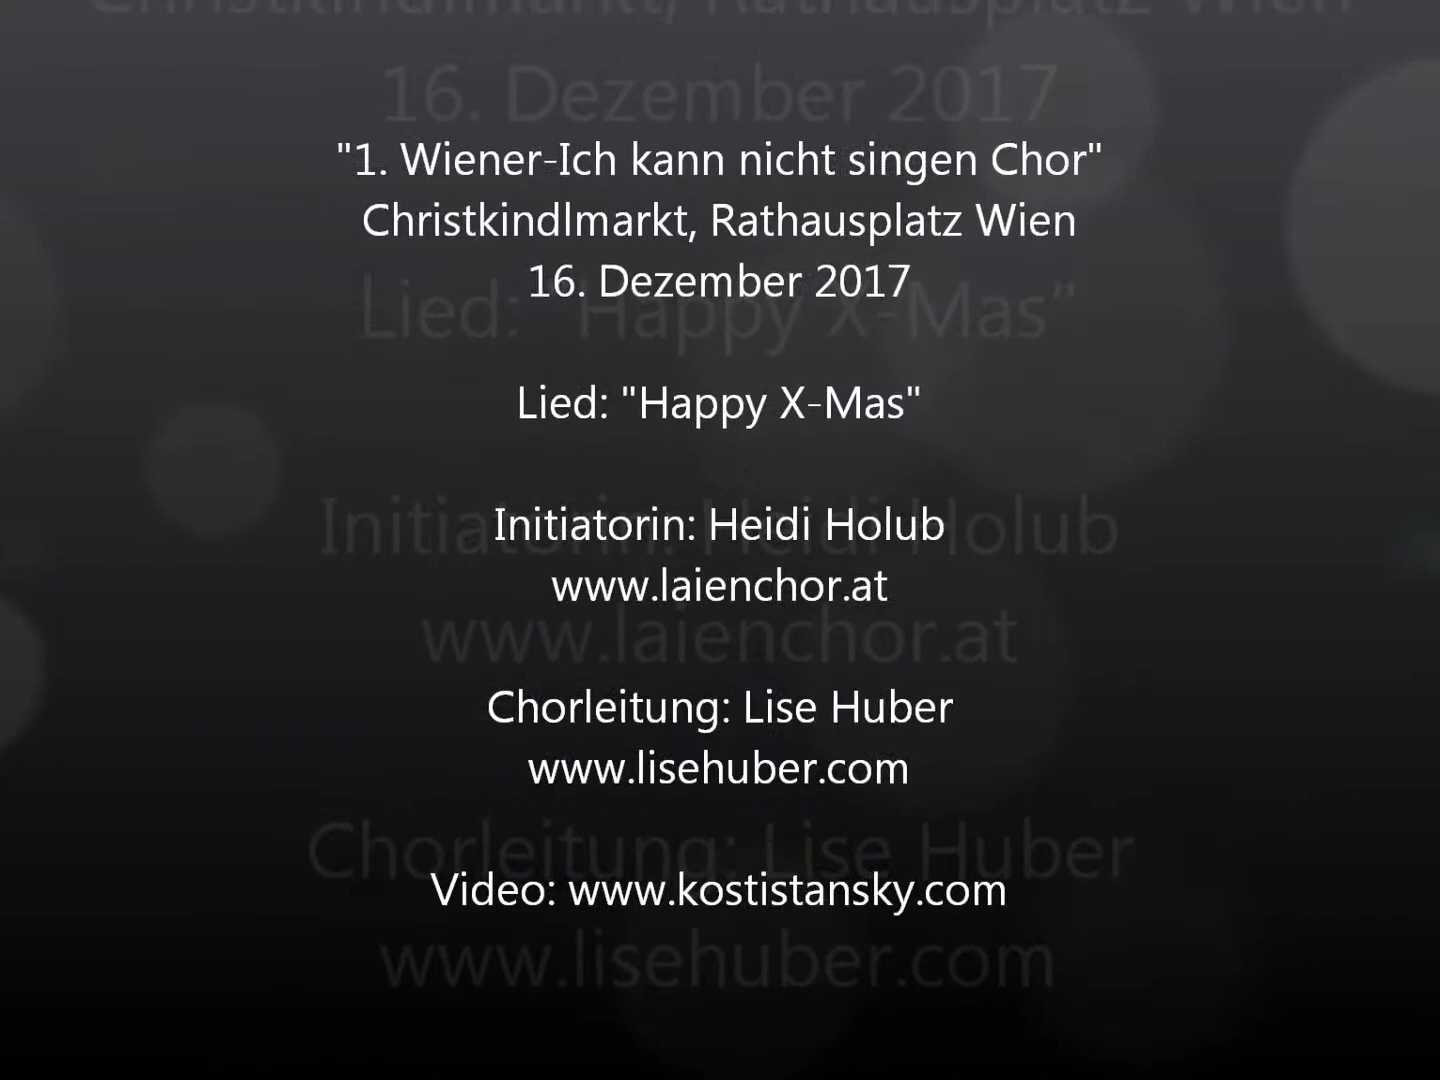 "1. Wiener-Ich kann nicht singen Chor"
Christkindlmarkt, Rathausplatz Wien
16. Dezember 2017
Lied: "Happy X-Mas"
Initiatorin: Heidi Holub
www.laienchor.at
Chorleitung: Lise Huber
www.lisehuber.com
Video: www.kostistansky.com